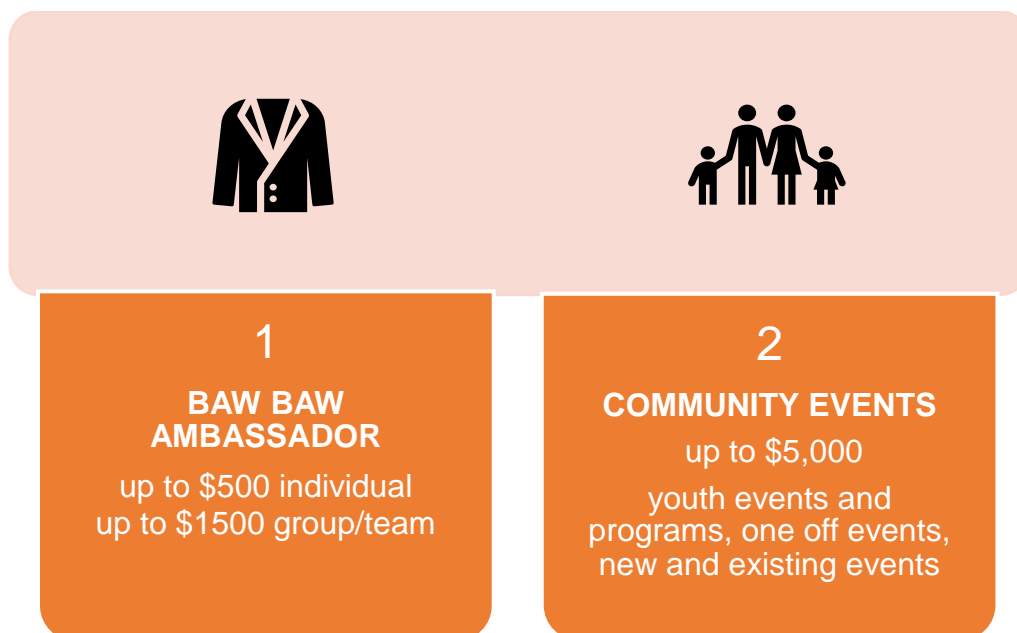 1
BAW BAW
AMBASSADOR
up to $500 individual
up to $1500 group/team
2
COMMUNITY EVENTS
up to $5,000
youth events and
programs, one off events,
new and existing events